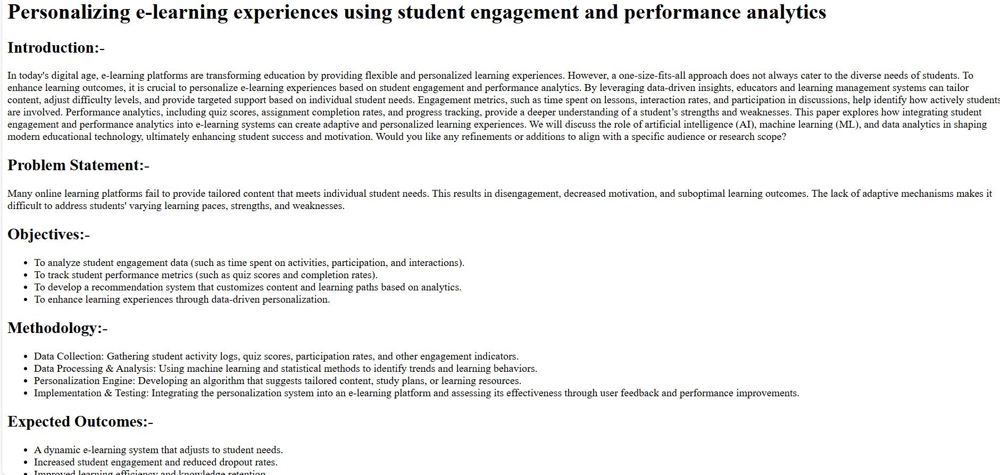 Personalizing e-learning experiences using student engagement and performance analytics
Introduction:-
In today's digital age, e-learning platforms are transforming education by providing flexible and personalized learning experiences. However, a one-size-fits-all approach does not always cater to the diverse needs of students. To
enhance learning outcomes, it is crucial to personalize e-learning experiences based on student engagement and performance analytics. By leveraging data-driven insights, educators and learning management systems can tailor
content, adjust difficulty levels, and provide targeted support based on individual student needs. Engagement metrics, such as time spent on lessons, interaction rates, and participation in discussions, help identify how actively students
are involved. Performance analytics, including quiz scores, assignment completion rates, and progress tracking, provide a deeper understanding of a student’s strengths and weaknesses. This paper explores how integrating student
engagement and performance analytics into e-learning systems can create adaptive and personalized learning experiences. We will discuss the role of artificial intelligence (AI), machine learning (ML), and data analytics in shaping
modern educational technology, ultimately enhancing student success and motivation. Would you like any refinements or additions to align with a specific audience or research scope?
Problem Statement:-
Many online learning platforms fail to provide tailored content that meets individual student needs. This results in disengagement, decreased motivation, and suboptimal learning outcomes. The lack of adaptive mechanisms makes it
difficult to address students' varying learning paces, strengths, and weaknesses.
Objectives:-
• To analyze student engagement data (such as time spent on activities, participation, and interactions).
• To track student performance metrics (such as quiz scores and completion rates).
• To develop a recommendation system that customizes content and learning paths based on analytics.
• To enhance learning experiences through data-driven personalization.
Methodology:-
• Data Collection: Gathering student activity logs, quiz scores, participation rates, and other engagement indicators.
• Data Processing & Analysis: Using machine learning and statistical methods to identify trends and learning behaviors.
• Personalization Engine: Developing an algorithm that suggests tailored content, study plans, or learning resources.
• Implementation & Testing: Integrating the personalization system into an e-learning platform and assessing its effectiveness through user feedback and performance improvements.
Expected Outcomes:-
• A dynamic e-learning system that adjusts to student needs.
• Increased student engagement and reduced dropout rates.
• Improved learning efficiency and knowledge retention.